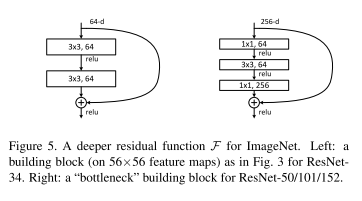 64-d
3x3, 64
relu
3x3, 64
relu
256-d
1x1, 64
relu
3x3, 64
relu
1x1, 256
relu
Figure 5. A deeper residual function F for ImageNet. Left: a
building block (on 56×56 feature maps) as in Fig. 3 for ResNet-
34. Right: a “bottleneck” building block for ResNet-50/101/152.